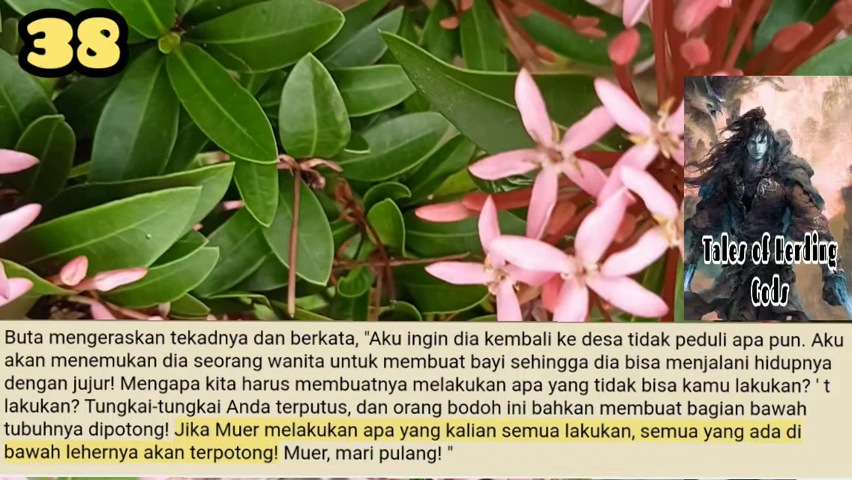 38
Tales of Herding
Gods
Buta mengeraskan tekadnya dan berkata, "Aku ingin dia kembali ke desa tidak peduli apa pun. Aku
akan menemukan dia seorang wanita untuk membuat bayi sehingga dia bisa menjalani hidupnya
dengan jujur! Mengapa kita harus membuatnya melakukan apa yang tidak bisa kamu lakukan? ' t
lakukan? Tungkai-tungkai Anda terputus, dan orang bodoh ini bahkan membuat bagian bawah
tubuhnya dipotong! Jika Muer melakukan apa yang kalian semua lakukan, semua yang ada di
bawah lehernya akan terpotong! Muer, mari pulang! "